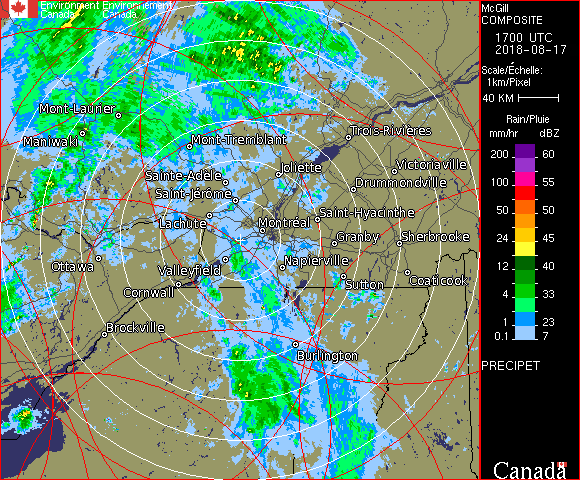 Environment Environnement
Canada Canada
Mont-Laurier
Maniwaki
Mont-Tremblant
Trois-Rivières
Joliette
Victoriaville
Sainte-Adèle
Drummondville
Saint-Jérôme
Lachute
Montréal
Saint-Hyacinthe
Granby
Sherbrooke
Ottawa
Valleyfield
Napierville
Cornwall
Sutton
Coaticook
Brockville
Burlington
McGill
COMPOSITE
1700 UTC
2018-08-17
Scale/Échelle:
1km/Pixel
40 KM
Rain/Pluie
mm/hr dBZ
200 60
100 55
50 50
24 45
12 40
4 33
1 23
0.1 7
PRECIPET
Canada